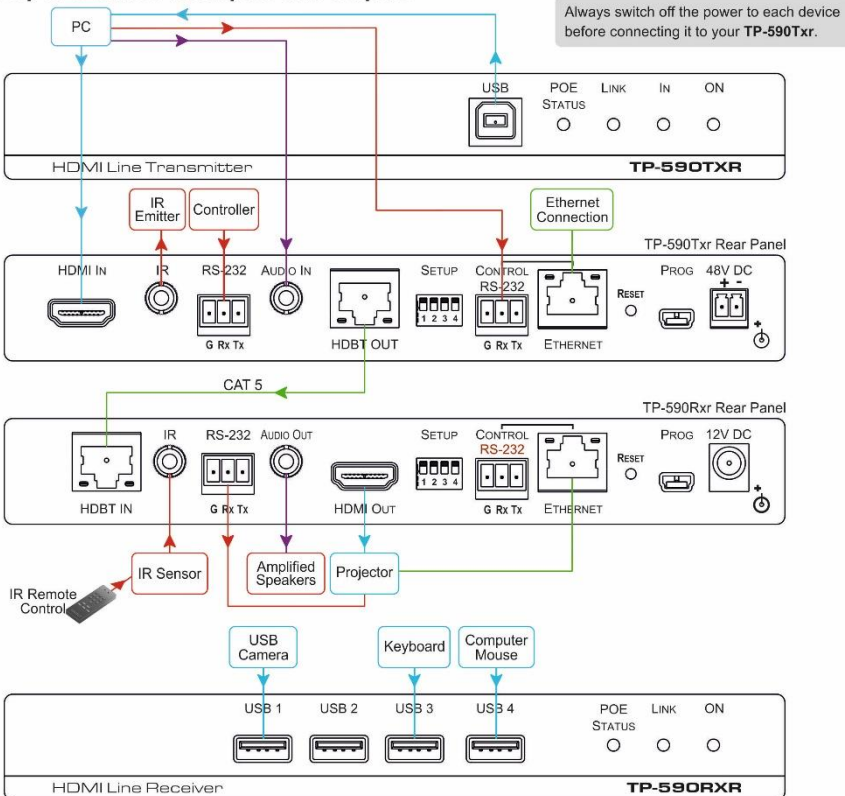 Always switch off the power to each device
before connecting it to your TP-590Txr.
PC
USB
POE
STATUS
LINK
IN
ON
HDMI Line Transmitter
TP-590TXR
IR
Emitter
Controller
Ethernet
Connection
TP-590Txr Rear Panel
HDMI IN
IR
RS-232
AUDIO IN
SETUP
CONTROL
RS-232
RESET
PROG
48V DC
+ -
1 2 3 4
G Rx Tx
HDBT OUT
G Rx Tx
ETHERNET
CAT 5
TP-590Rxr Rear Panel
IR
RS-232
AUDIO OUT
SETUP
CONTROL
RS-232
RESET
PROG
12V DC
1 2 3 4
HDBT IN
G Rx Tx
HDMI OUT
G Rx Tx
ETHERNET
IR Sensor
Amplified
Speakers
Projector
IR Remote
Control
USB
Camera
Keyboard
Computer
Mouse
USB 1
USB 2
USB 3
USB 4
POE
STATUS
LINK
ON
HDMI Line Receiver
TP-590RXR